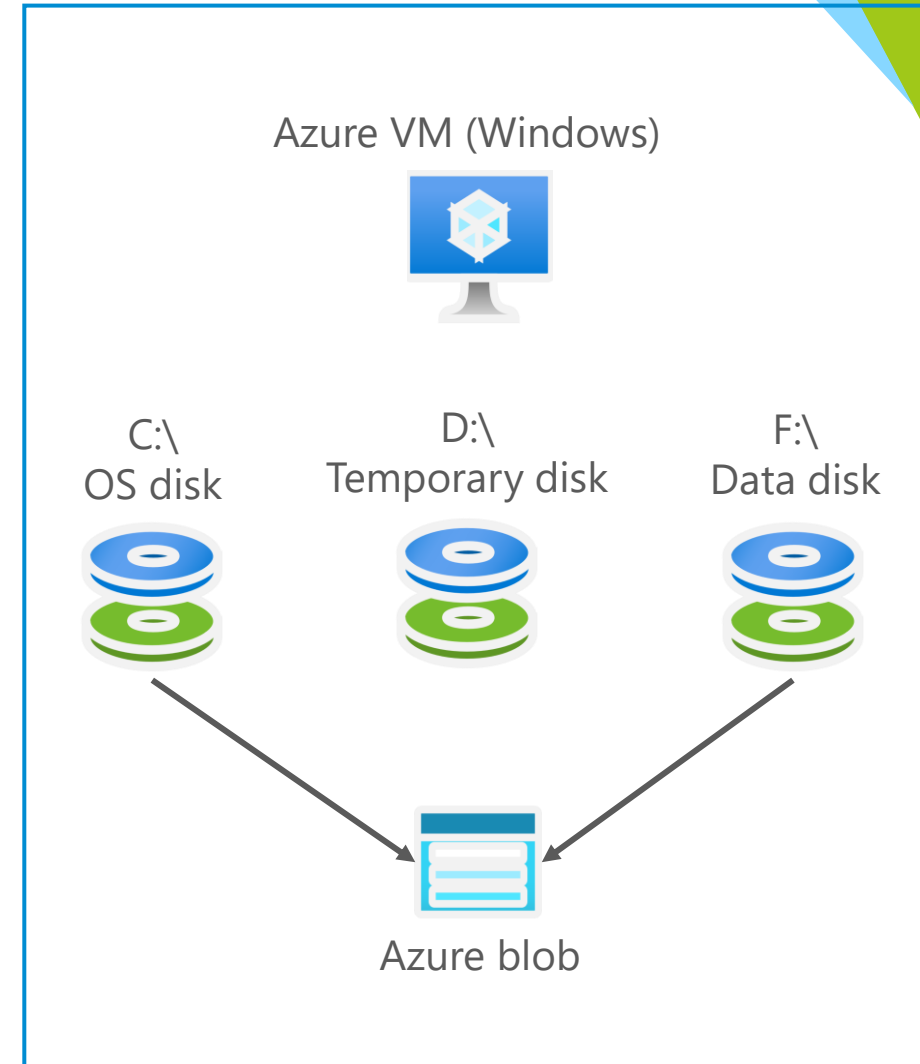 Azure VM (Windows)
C:\
OS disk
D:\
Temporary disk
F:\
Data disk
Azure blob